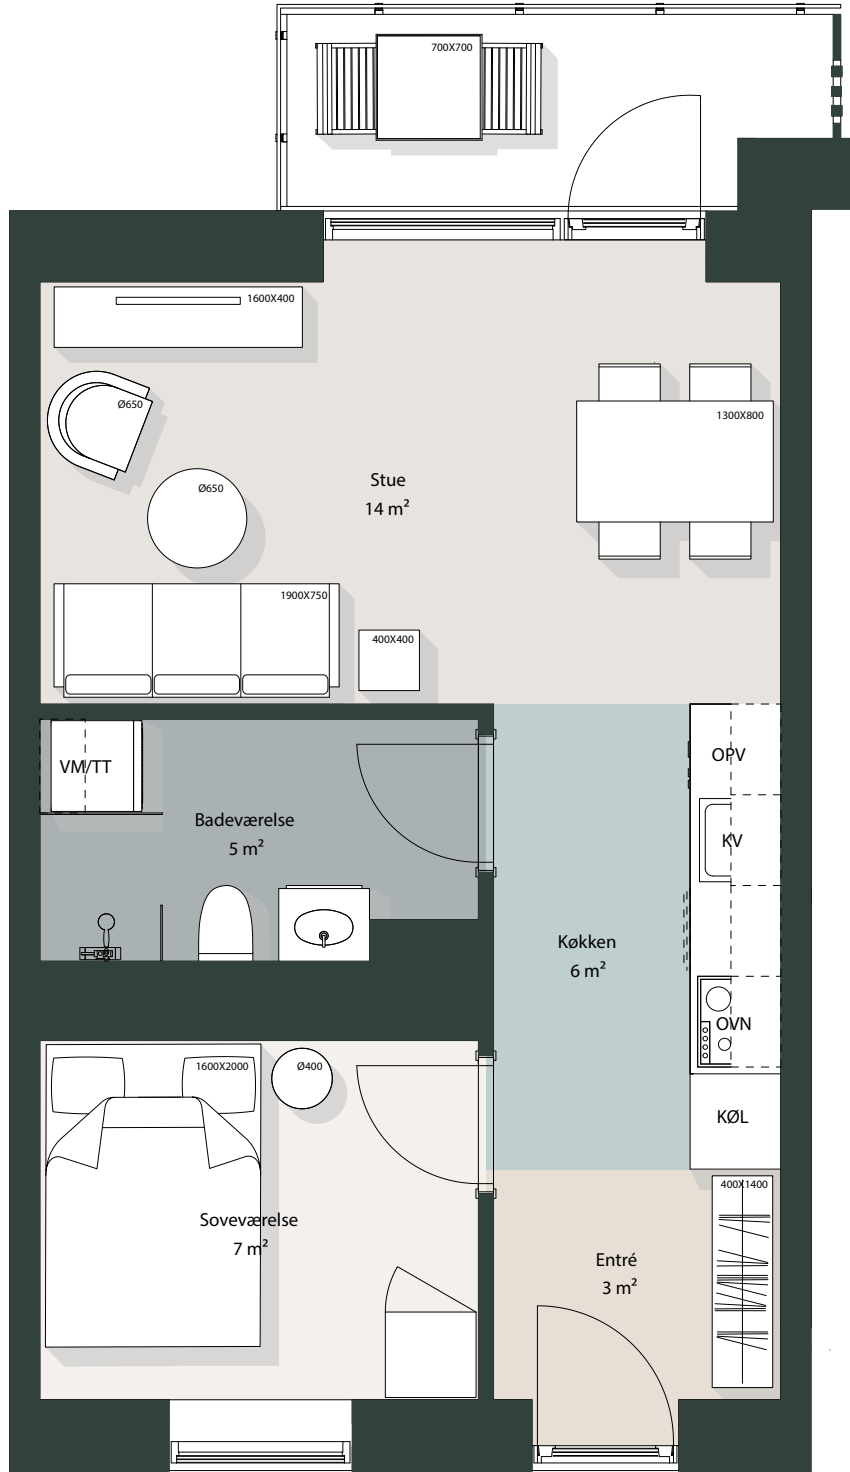 700X700
1600X400
Ø650
1300X800
Stue
14 m²
Ø650
1900X750
400X400
VM/TT
OPV
Badeværelse
5 m²
KV
Køkken
6 m²
OVN
1600X2000
Ø400
KØL
400X1400
Soveværelse
7 m²
Entré
3 m²